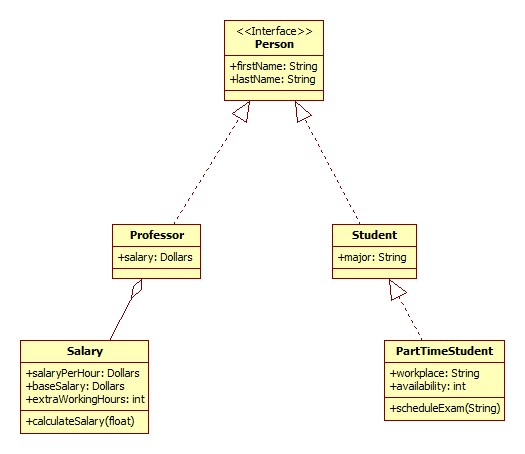 <<Interface>>
Person
+firstName: String
+lastName: String
Professor
+salary: Dollars
Student
+major: String
Salary
+salaryPerHour: Dollars
+baseSalary: Dollars
+extraWorkingHours: int
+calculateSalary(float)
PartTimeStudent
+workplace: String
+availability: int
+scheduleExam(String)